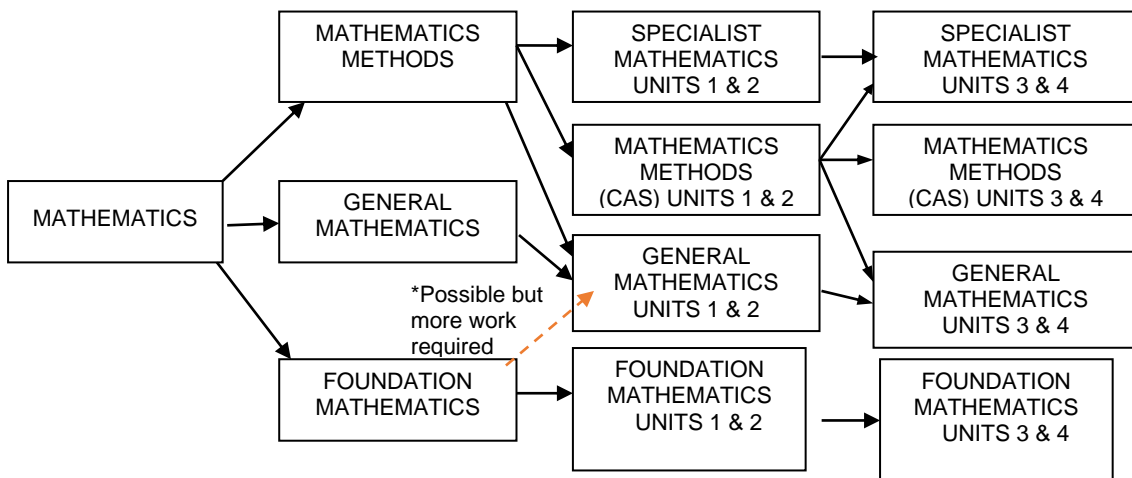 MATHEMATICS
MATHEMATICS
METHODS
GENERAL
MATHEMATICS
*Possible but
more work
required
FOUNDATION
MATHEMATICS
SPECIALIST
MATHEMATICS
UNITS 1 & 2
MATHEMATICS
METHODS
(CAS) UNITS 1 & 2
GENERAL
MATHEMATICS
UNITS 1 & 2
FOUNDATION
MATHEMATICS
UNITS 1 & 2
SPECIALIST
MATHEMATICS
UNITS 3 & 4
MATHEMATICS
METHODS
(CAS) UNITS 3 & 4
GENERAL
MATHEMATICS
UNITS 3 & 4
FOUNDATION
MATHEMATICS
UNITS 3 & 4